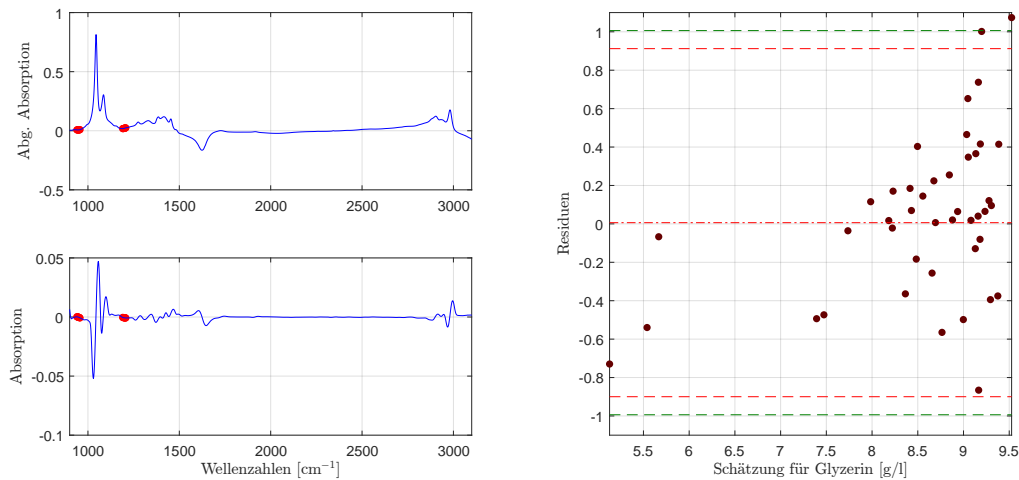 Abg. Absorption
1
0.5
0
-0.5
1000 1500 2000 2500 3000
Absorption
0.05
0
-0.05
-0.1
1000 1500 2000 2500 3000
Wellenzahlen [cm⁻¹]
Residuen
1
0.8
0.6
0.4
0.2
0
-0.2
-0.4
-0.6
-0.8
-1
5.5 6 6.5 7 7.5 8 8.5 9 9.5
Schätzung für Glyzerin [g/l]